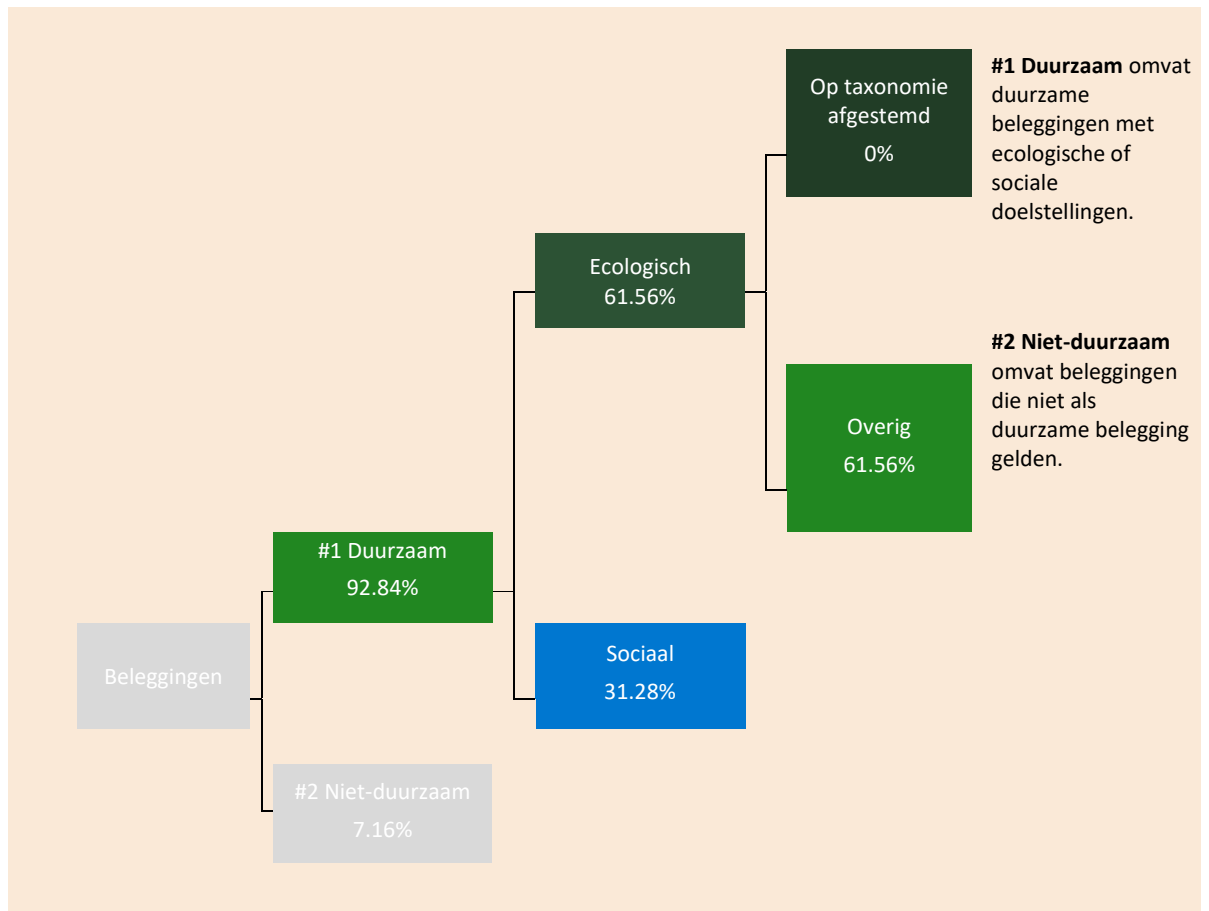 Op taxonomie
afgestemd
0%
#1 Duurzaam omvat
duurzame
beleggingen met
ecologische of
sociale
doelstellingen.
Ecologisch
61.56%
#2 Niet-duurzaam
omvat beleggingen
die niet als
duurzame belegging
gelden.
Overig
61.56%
#1 Duurzaam
92.84%
Sociaal
31.28%
Beleggingen
#2 Niet-duurzaam
7.16%